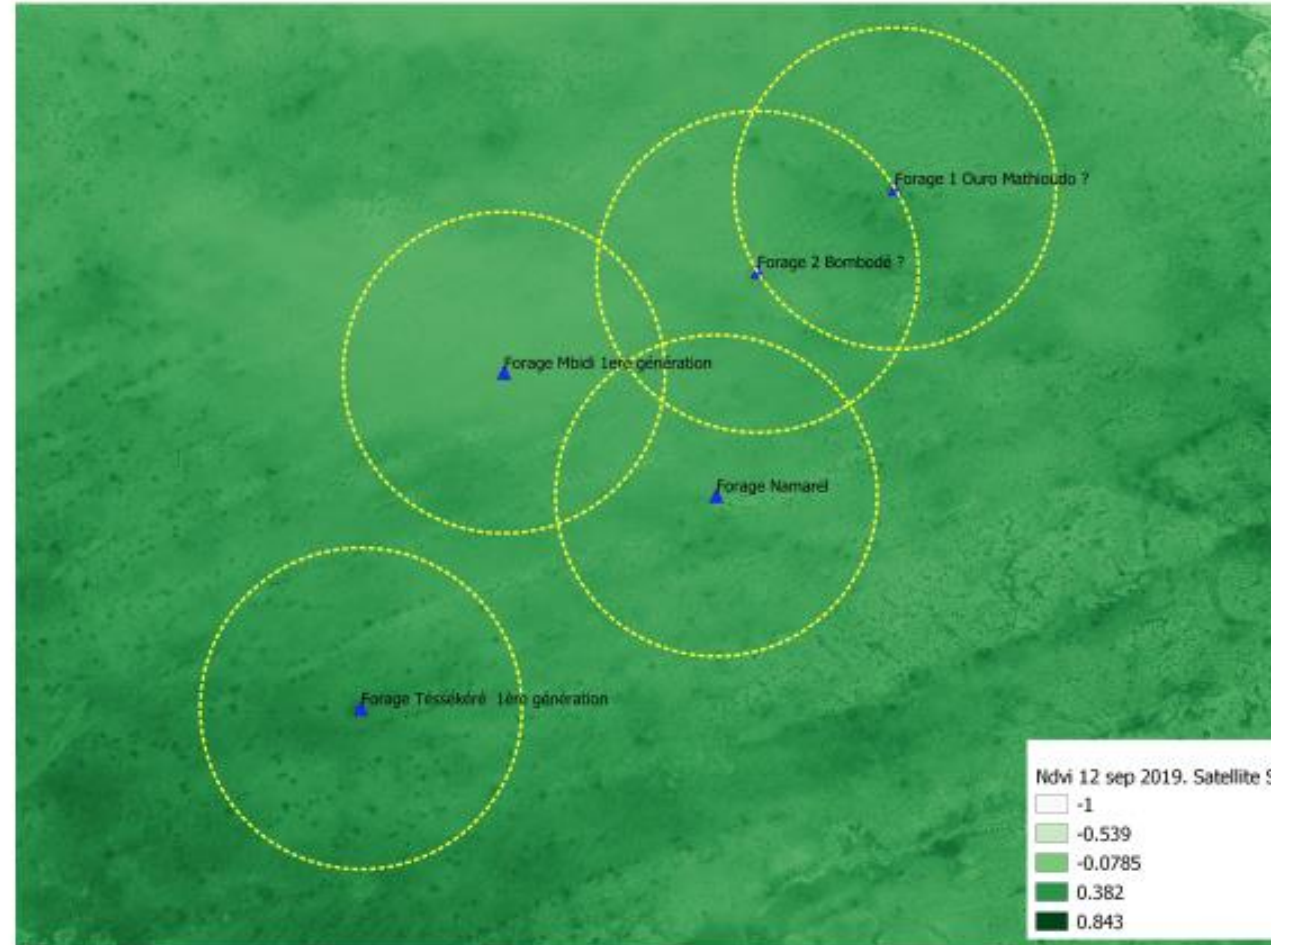 Forage 1 Ouro Mathioudo ?
Forage 2 Bombodé ?
Forage Mbidi 1ere génération
Forage Namarel
Forage Téssékéré 1ère génération
Ndvi 12 sep 2019. Satellite S
-1
-0.539
-0.0785
0.382
0.843